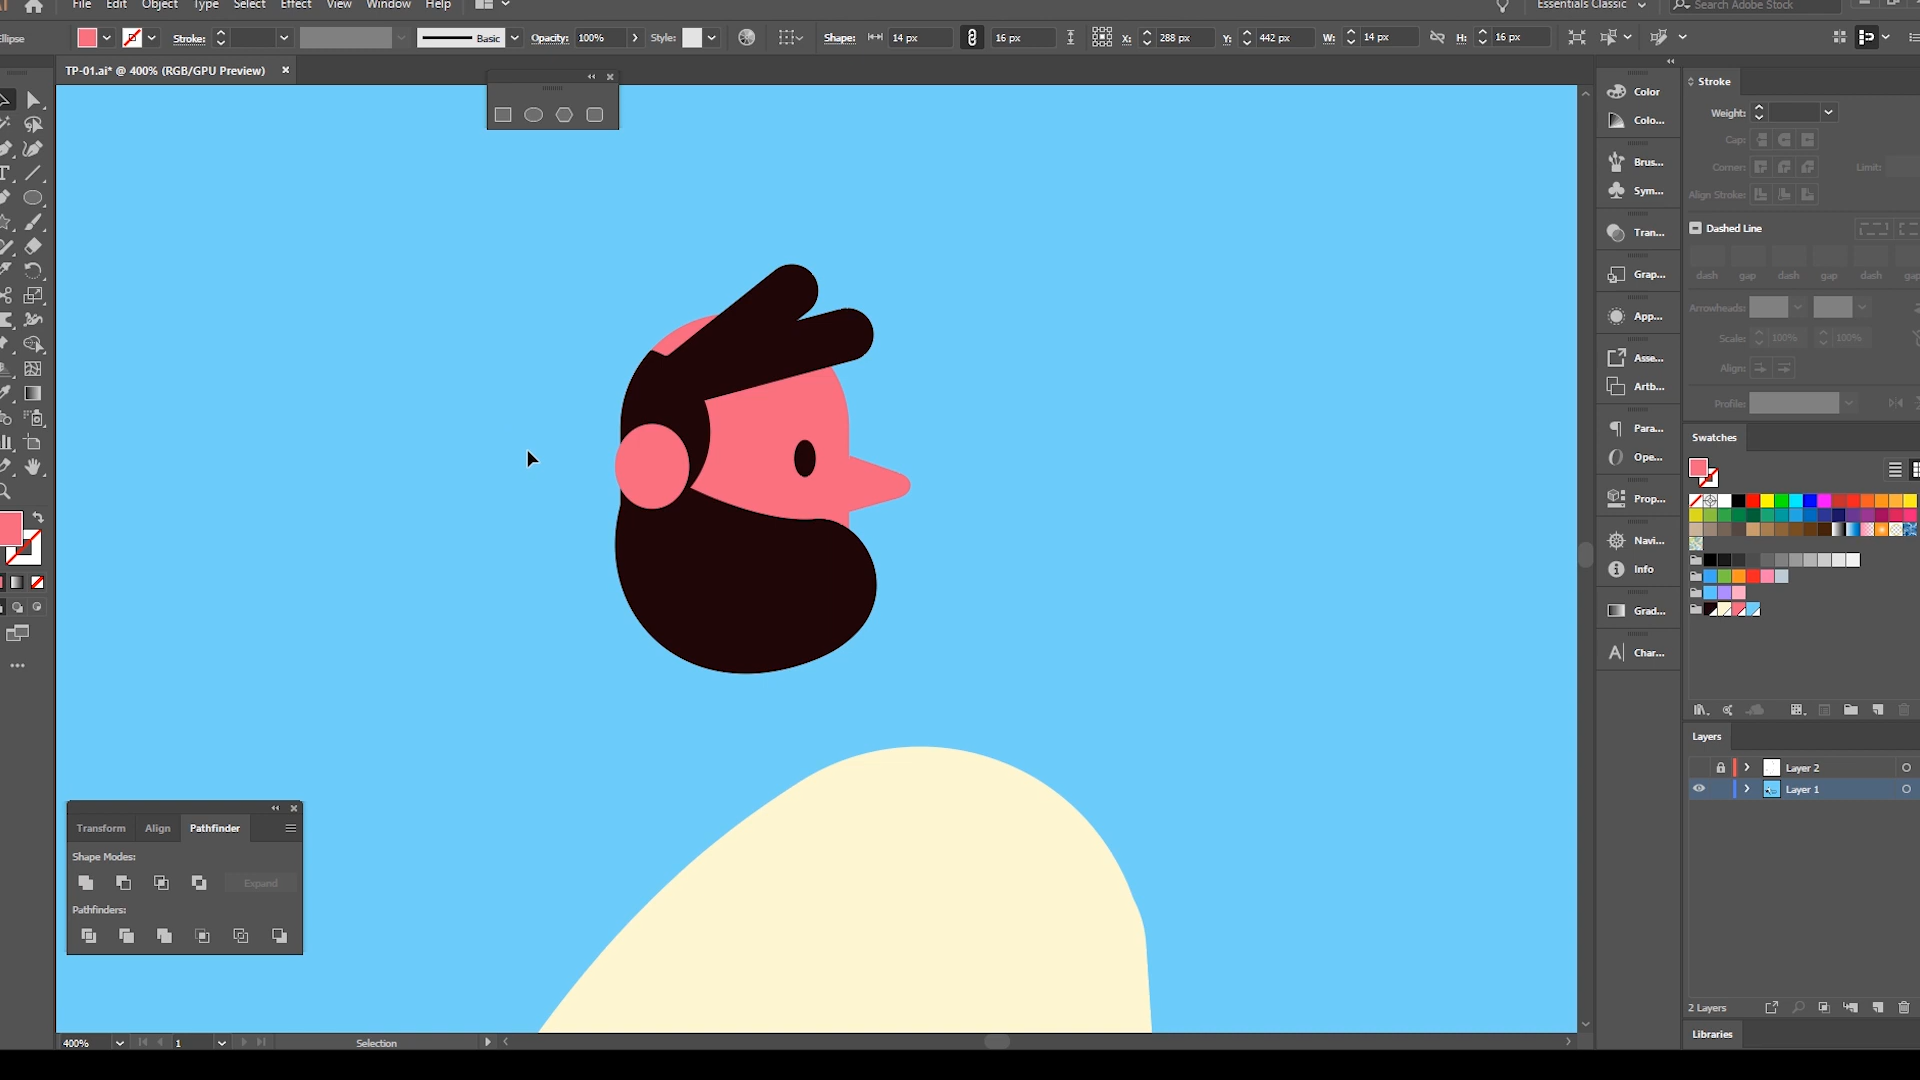 File Edit Object Type Select Effect View Window Help Essentials Classic Search Adobe Stock
Stroke: Basic Opacity: 100% Style: Shape: 14 px 16 px X: 288 px Y: 442 px W: 14 px H: 16 px
TP-01.ai* @ 400% (RGB/GPU Preview)
Color
Colo...
Brus...
Sym...
Tran...
Grap...
App...
Asse...
Artb...
Para...
Ope...
Prop...
Navi...
Info
Grad...
Char...
Stroke
Weight:
Cap:
Corner: Limit:
Align Stroke:
Dashed Line
dash gap dash gap dash gap
Arrowheads:
Scale: 100% 100%
Align:
Profile:
Swatches
Layers
Layer 2
Layer 1
2 Layers
Libraries
Transform Align Pathfinder
Shape Modes:
Expand
Pathfinders:
400% 1 Selection